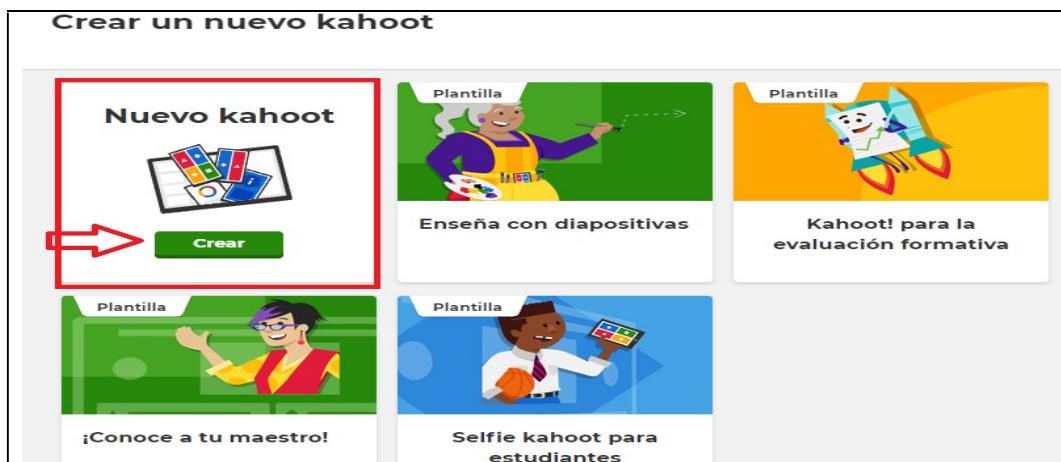 Crear un nuevo kahoot
Nuevo kahoot
Crear
Plantilla
Enseña con diapositivas
Plantilla
Kahoot! para la
evaluación formativa
Plantilla
¡Conoce a tu maestro!
Plantilla
Selfie kahoot para
estudiantes